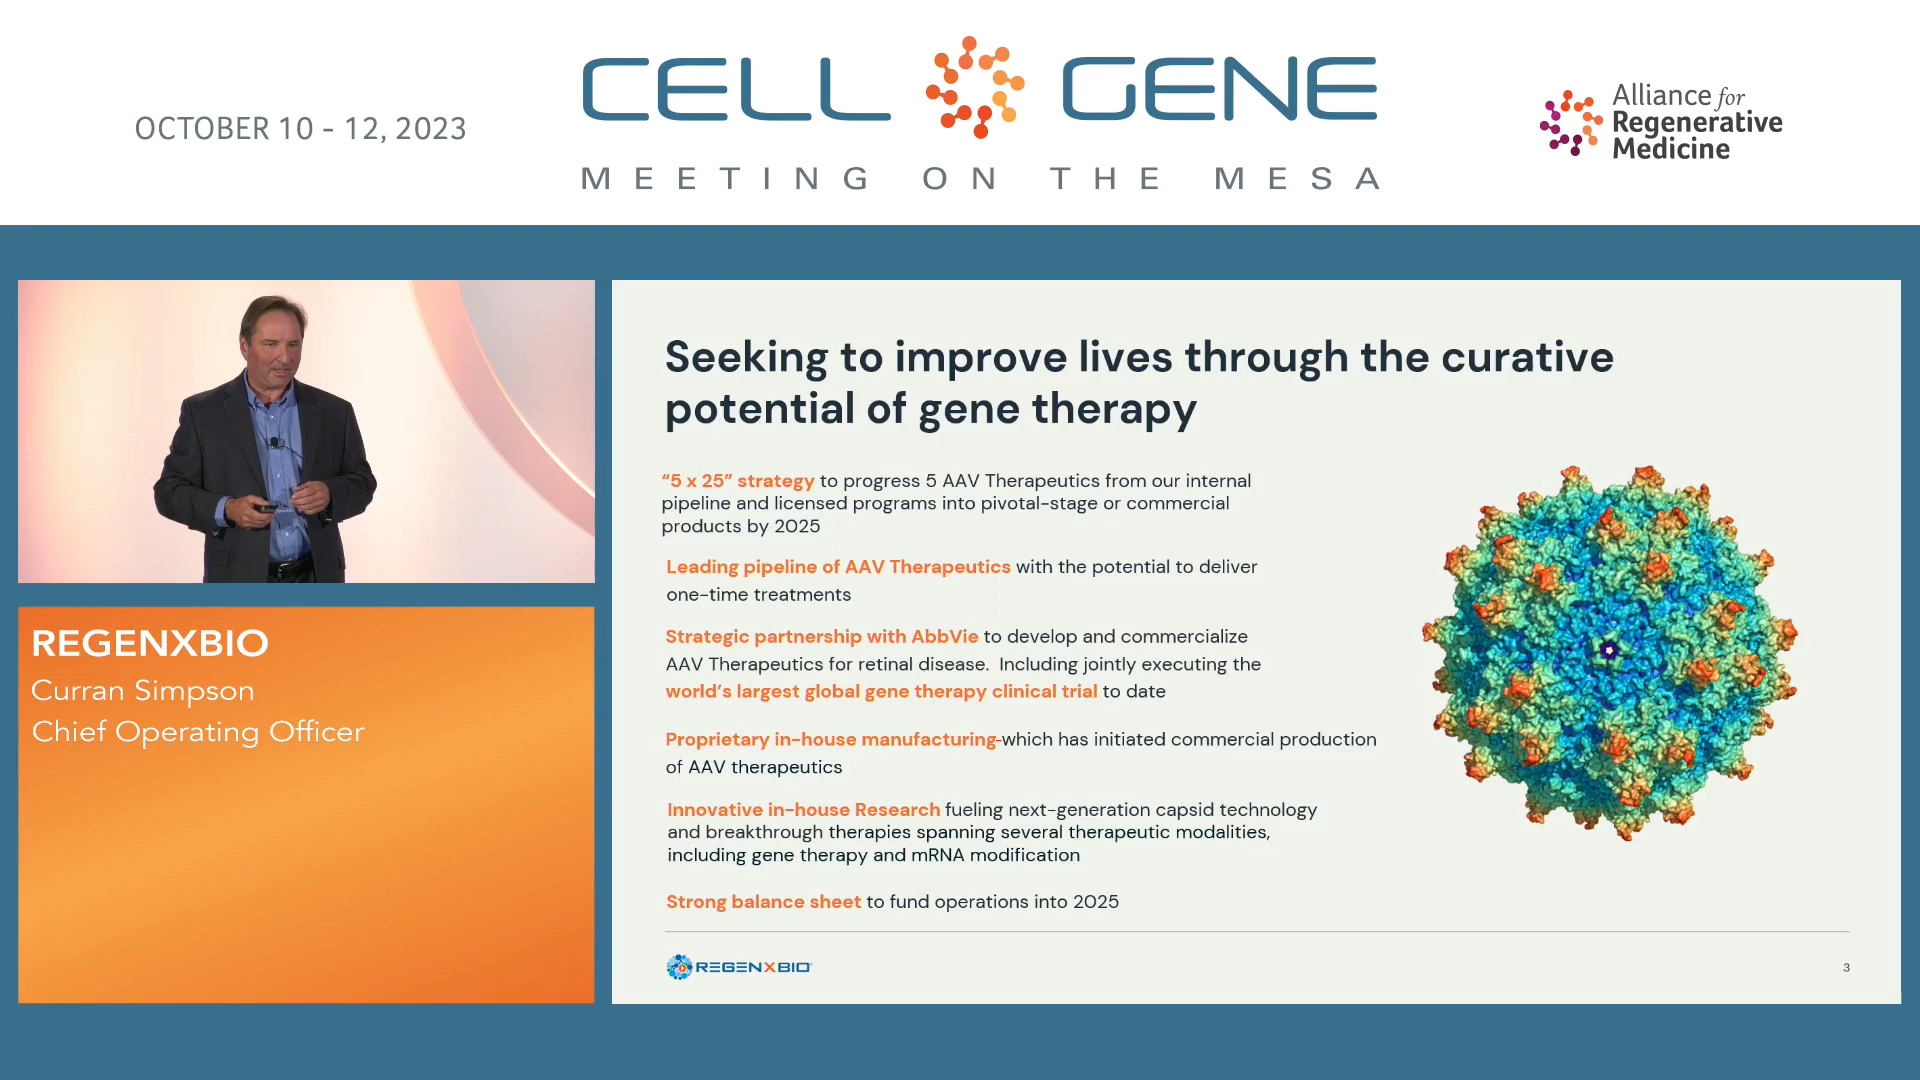 OCTOBER 10 - 12, 2023
CELL GENE
MEETING ON THE MESA
Alliance for
Regenerative
Medicine
REGENXBIO
Curran Simpson
Chief Operating Officer
Seeking to improve lives through the curative
potential of gene therapy
“5 x 25” strategy to progress 5 AAV Therapeutics from our internal
pipeline and licensed programs into pivotal-stage or commercial
products by 2025
Leading pipeline of AAV Therapeutics with the potential to deliver
one-time treatments
Strategic partnership with AbbVie to develop and commercialize
AAV Therapeutics for retinal disease. Including jointly executing the
world’s largest global gene therapy clinical trial to date
Proprietary in-house manufacturing-which has initiated commercial production
of AAV therapeutics
Innovative in-house Research fueling next-generation capsid technology
and breakthrough therapies spanning several therapeutic modalities,
including gene therapy and mRNA modification
Strong balance sheet to fund operations into 2025
REGENXBIO
3